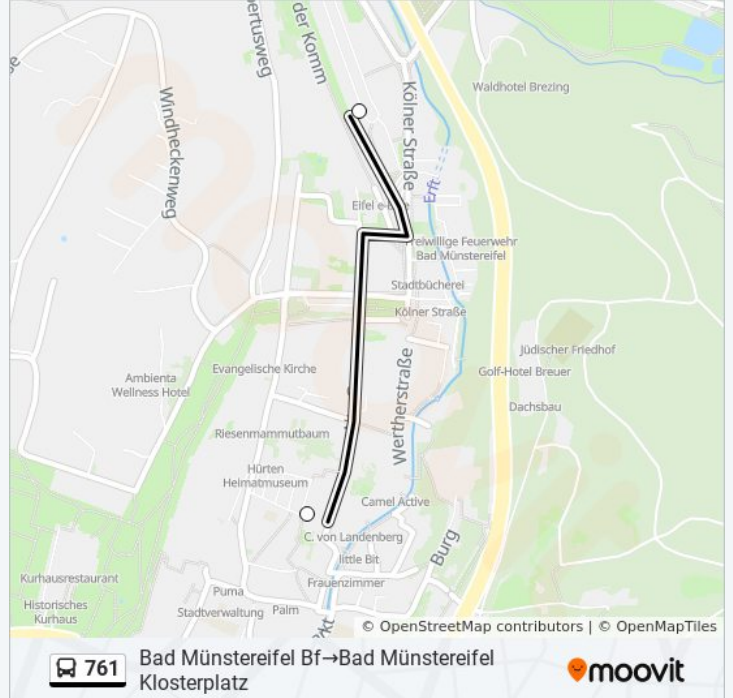 der Komm
bertusweg
Waldhotel Brezing
Kölner Straße
Windheckenweg
Erft
Eifel e-B
Freiwillige Feuerwehr
Bad Münstereifel
Stadtbücherei
Kölner Straße
Jüdischer Friedhof
Golf-Hotel Breuer
Evangelische Kirche
Ambienta
Wellness Hotel
Wertherstraße
Dachsbau
Riesenmammutbaum
Hürten
Heimatmuseum
Camel Active
C. von Landenberg
little Bit
Burg
Kurhausrestaurant
Frauenzimmer
Puma
Historisches
Kurhaus
Stadtverwaltung
Palm
© OpenStreetMap contributors | © OpenMapTiles
761
Bad Münstereifel Bf→Bad Münstereifel
Klosterplatz
moovit